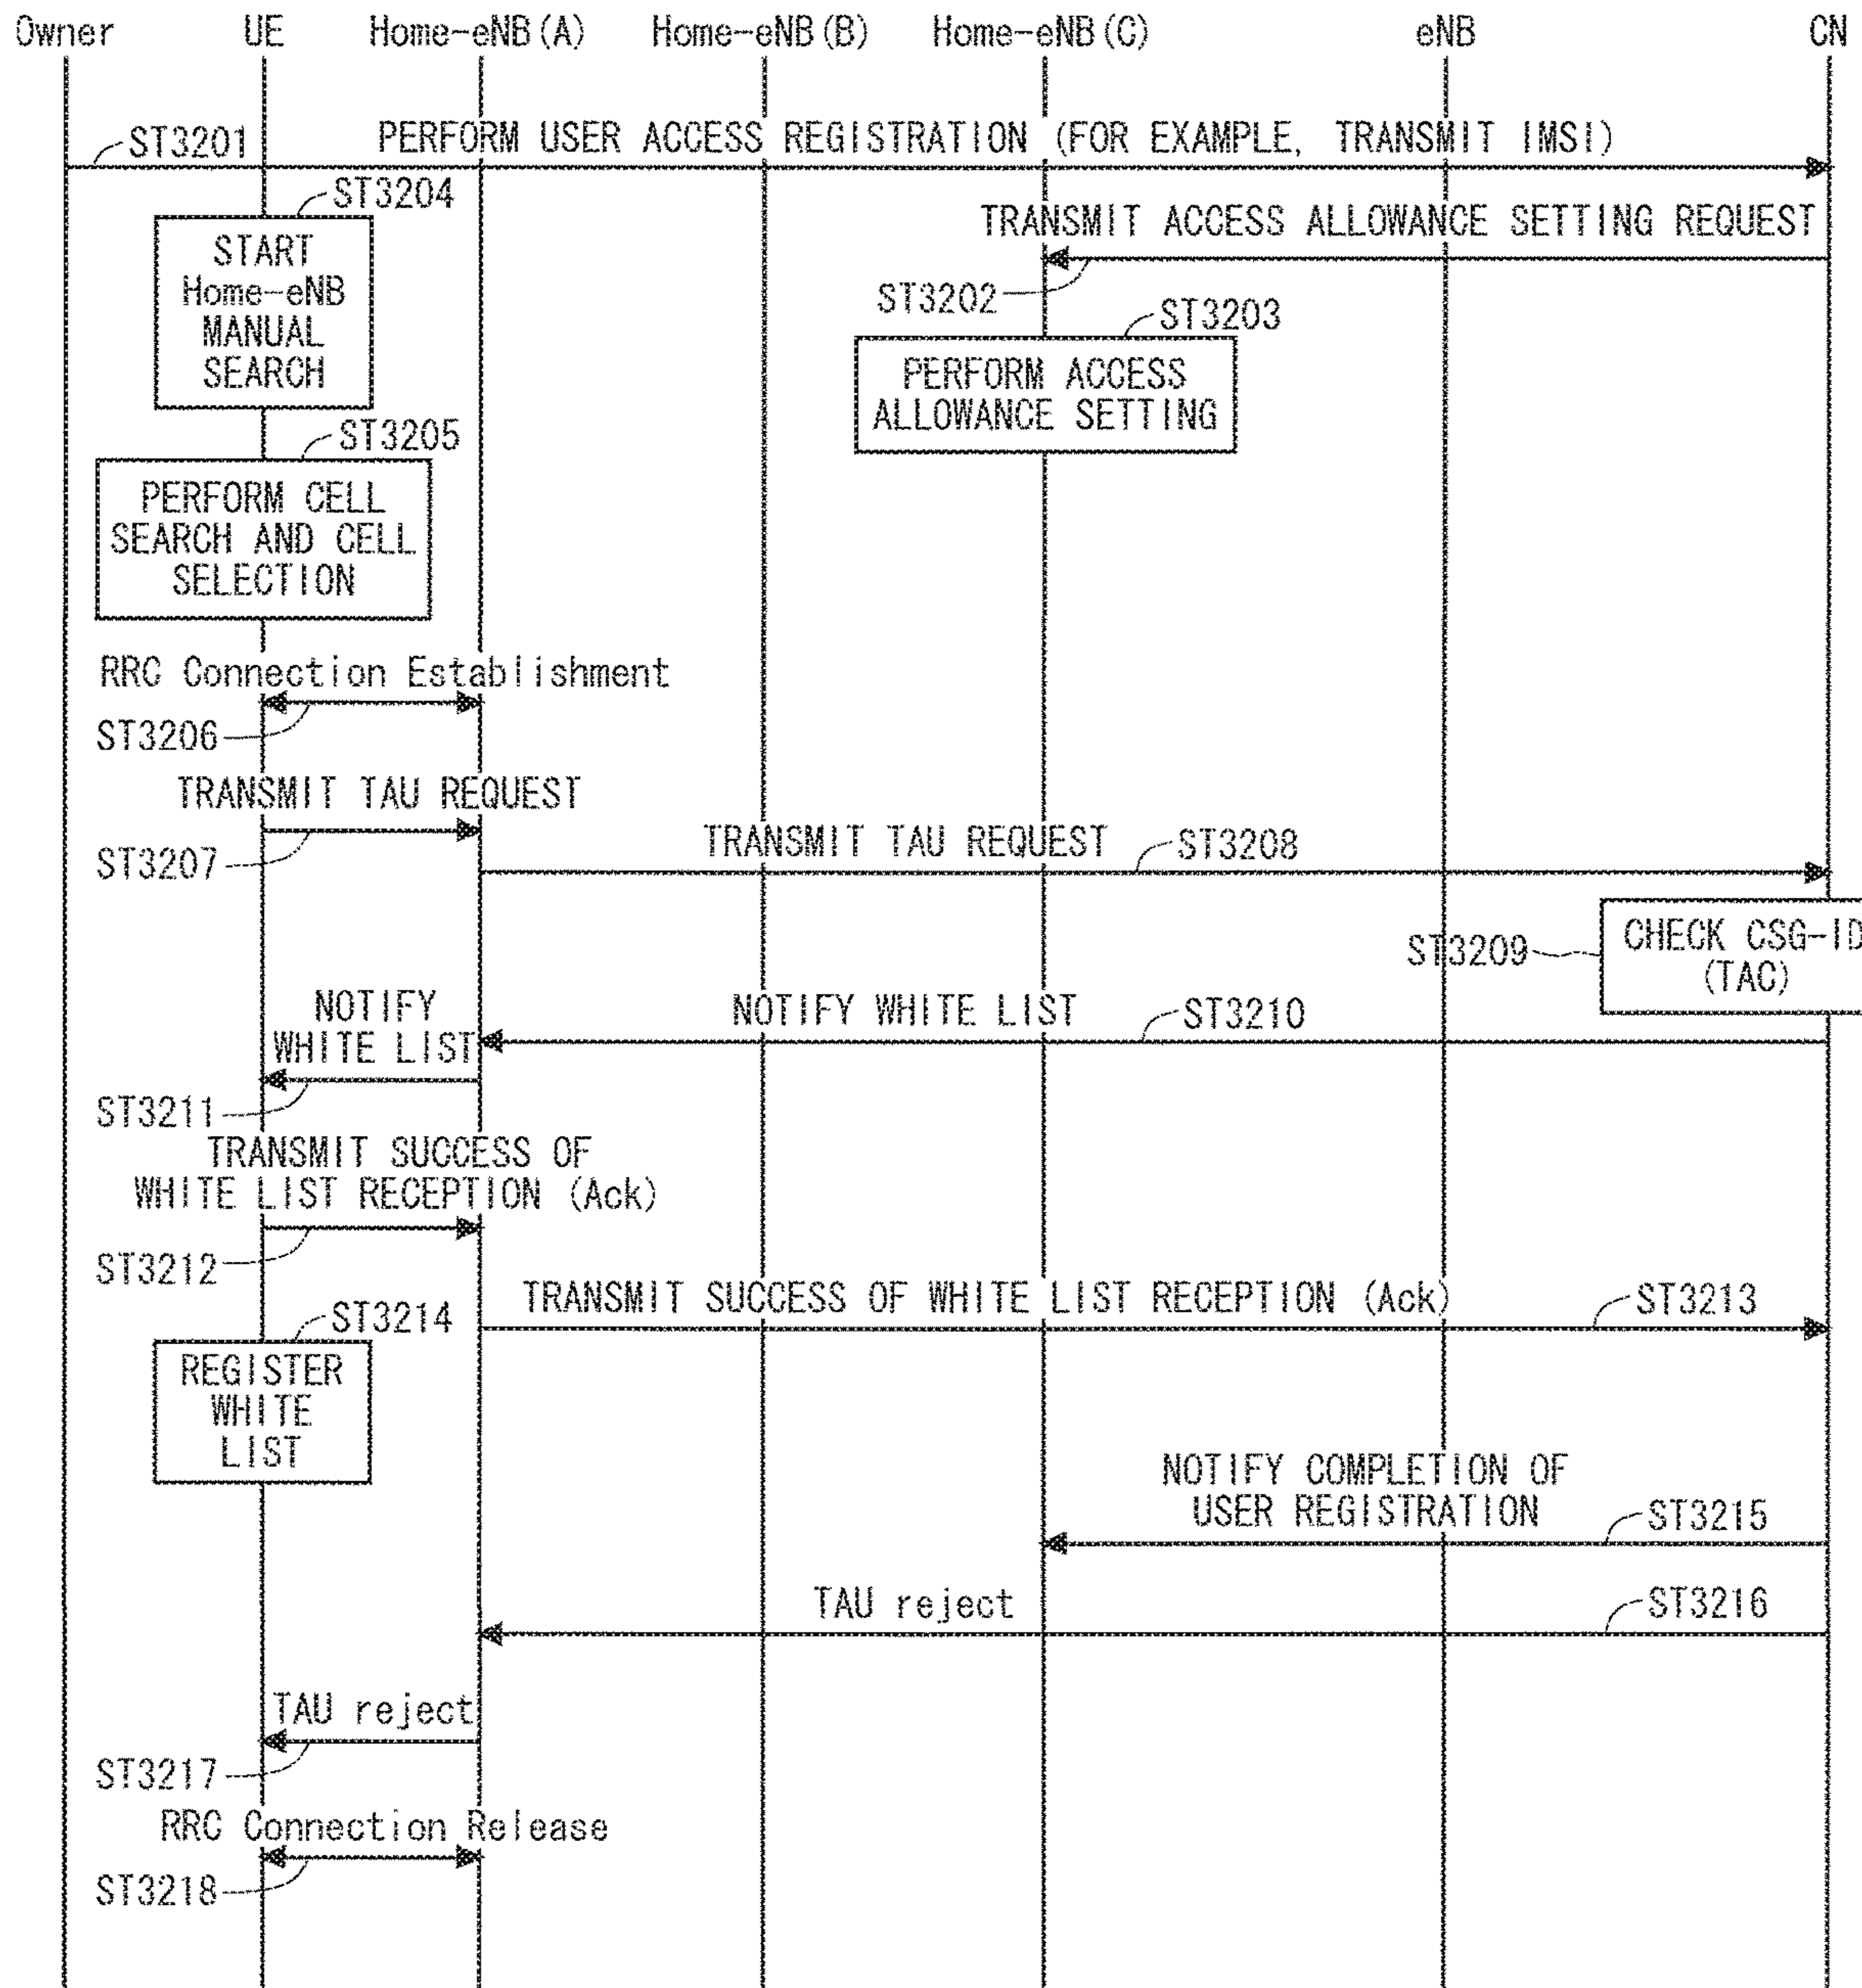 Owner UE Home-eNB(A) Home-eNB(B) Home-eNB(C) eNB CN
ST3201 PERFORM USER ACCESS REGISTRATION (FOR EXAMPLE, TRANSMIT IMSI)
ST3204
START
Home-eNB
MANUAL
SEARCH
TRANSMIT ACCESS ALLOWANCE SETTING REQUEST
ST3202
ST3203
PERFORM ACCESS
ALLOWANCE SETTING
ST3205
PERFORM CELL
SEARCH AND CELL
SELECTION
RRC Connection Establishment
ST3206
TRANSMIT TAU REQUEST
ST3207
TRANSMIT TAU REQUEST ST3208
ST3209
CHECK CSG-ID
(TAC)
NOTIFY WHITE LIST ST3210
NOTIFY
WHITE LIST
ST3211
TRANSMIT SUCCESS OF
WHITE LIST RECEPTION (Ack)
ST3212
TRANSMIT SUCCESS OF WHITE LIST RECEPTION (Ack) ST3213
ST3214
REGISTER
WHITE
LIST
NOTIFY COMPLETION OF
USER REGISTRATION ST3215
TAU reject ST3216
TAU reject
ST3217
RRC Connection Release
ST3218